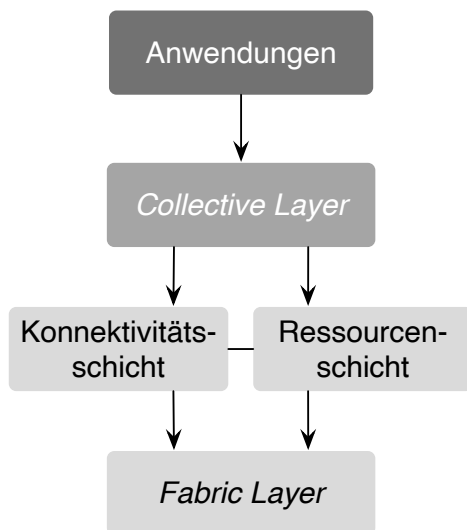 Anwendungen
Collective Layer
Konnektivitäts-
schicht
Ressourcen-
schicht
Fabric Layer